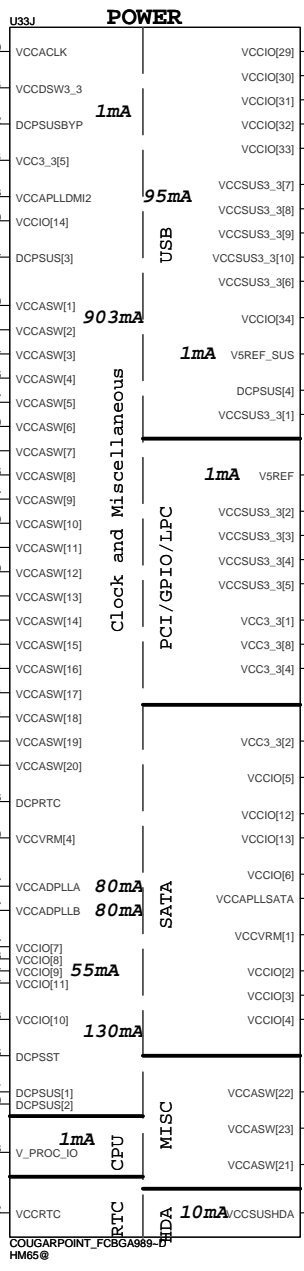 U33J
POWER
VCCACLK
VCCDSW3_3
1mA
DCPSUSBYP
VCC3_3[5]
VCCAPLLDMI2
VCCIO[14]
DCPSUS[3]
VCCASW[1]
903mA
VCCASW[2]
VCCASW[3]
VCCASW[4]
VCCASW[5]
VCCASW[6]
VCCASW[7]
VCCASW[8]
VCCASW[9]
VCCASW[10]
VCCASW[11]
VCCASW[12]
VCCASW[13]
VCCASW[14]
VCCASW[15]
VCCASW[16]
VCCASW[17]
VCCASW[18]
VCCASW[19]
VCCASW[20]
DCPRTC
VCCVRM[4]
VCCADPLLA 80mA
VCCADPLLB 80mA
VCCIO[7]
VCCIO[8]
VCCIO[9] 55mA
VCCIO[11]
VCCIO[10]
130mA
DCPSST
DCPSUS[1]
DCPSUS[2]
1mA
V_PROC_IO
VCCRTC
Clock and Miscellaneous
CPU
RTC
VCCIO[29]
VCCIO[30]
VCCIO[31]
VCCIO[32]
VCCIO[33]
VCCSUS3_3[7]
95mA
VCCSUS3_3[8]
VCCSUS3_3[9]
VCCSUS3_3[10]
VCCSUS3_3[6]
VCCIO[34]
1mA V5REF_SUS
DCPSUS[4]
VCCSUS3_3[1]
USB
1mA V5REF
VCCSUS3_3[2]
VCCSUS3_3[3]
VCCSUS3_3[4]
VCCSUS3_3[5]
VCC3_3[1]
VCC3_3[8]
VCC3_3[4]
PCI/GPIO/LPC
VCC3_3[2]
VCCIO[5]
VCCIO[12]
VCCIO[13]
VCCIO[6]
VCCAPLLSATA
VCCVRM[1]
VCCIO[2]
VCCIO[3]
VCCIO[4]
SATA
VCCASW[22]
VCCASW[23]
VCCASW[21]
MISC
10mA VCCSUSHDA
HDA
COUGARPOINT_FCBGA989~D
HM65@